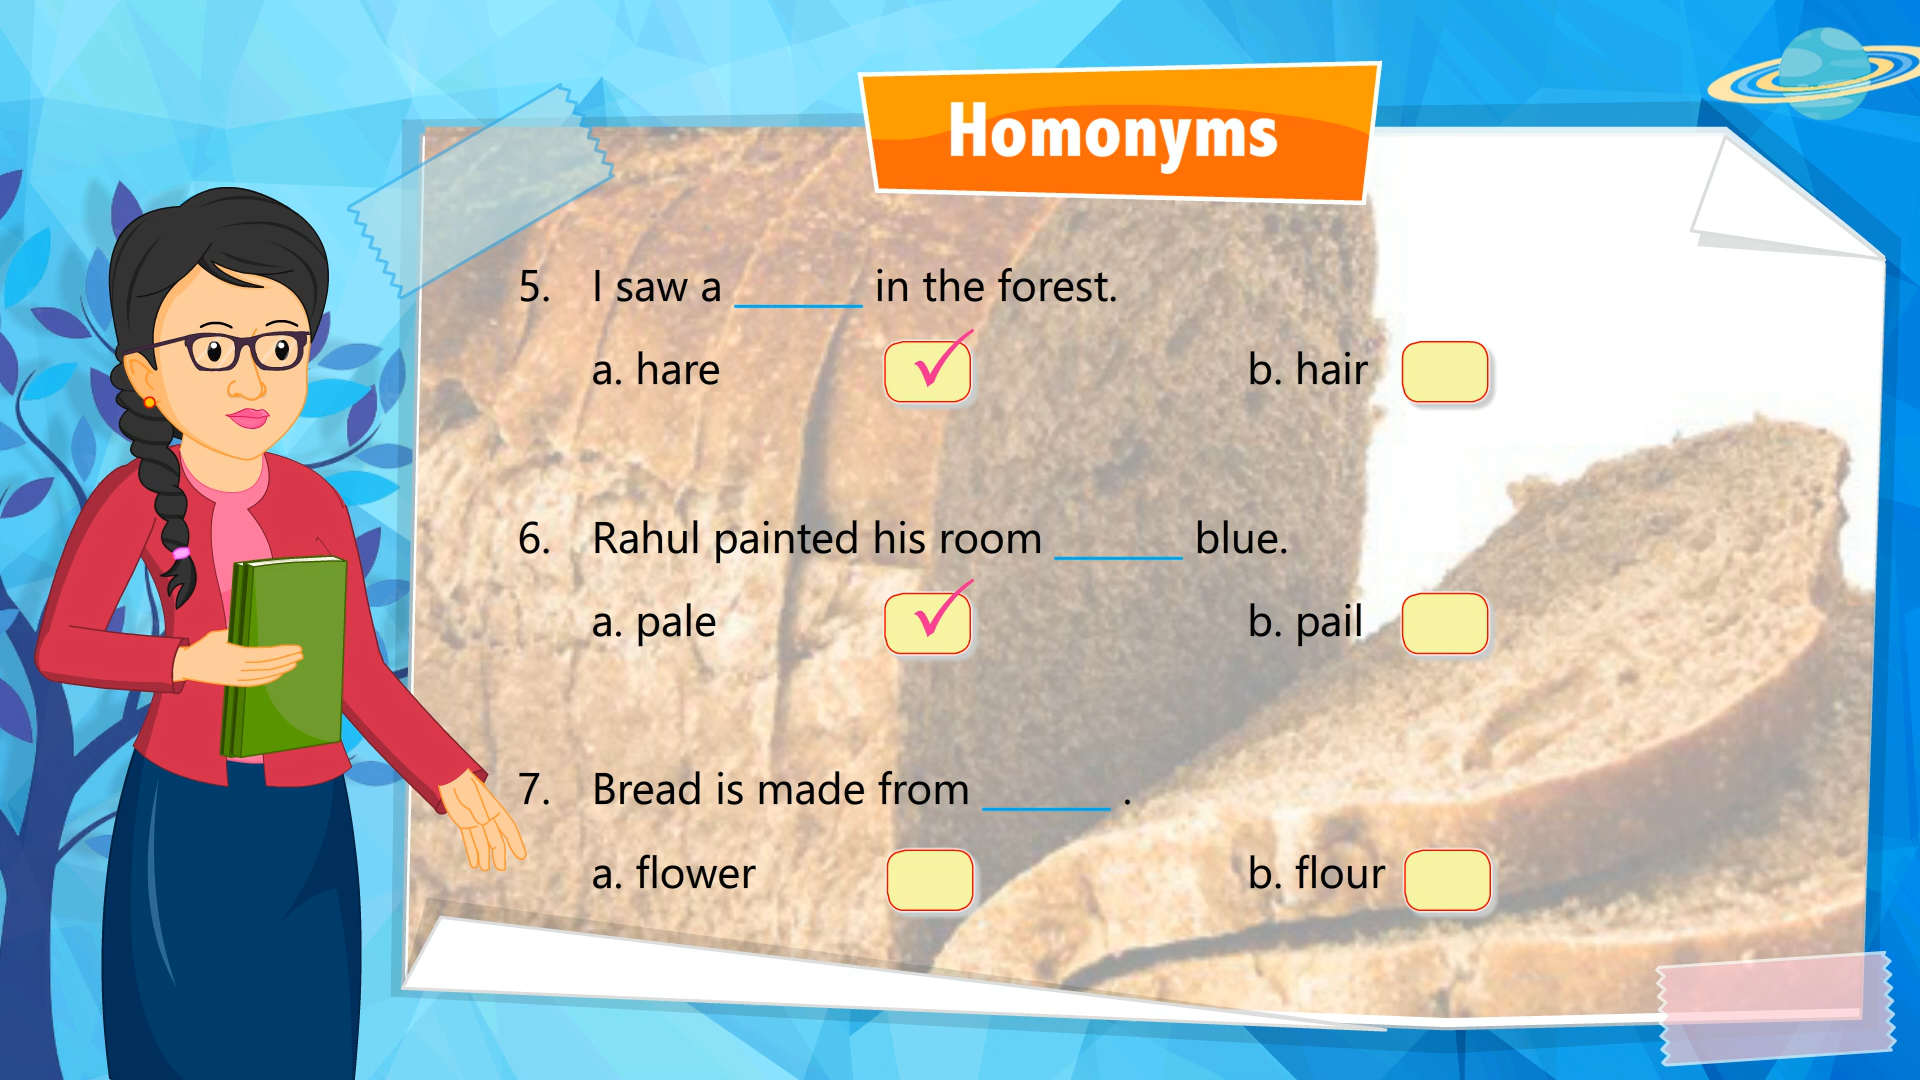 Homonyms
5. I saw a ______ in the forest.
a. hare ✓ b. hair
6. Rahul painted his room ______ blue.
a. pale ✓ b. pail
7. Bread is made from ______ .
a. flower b. flour